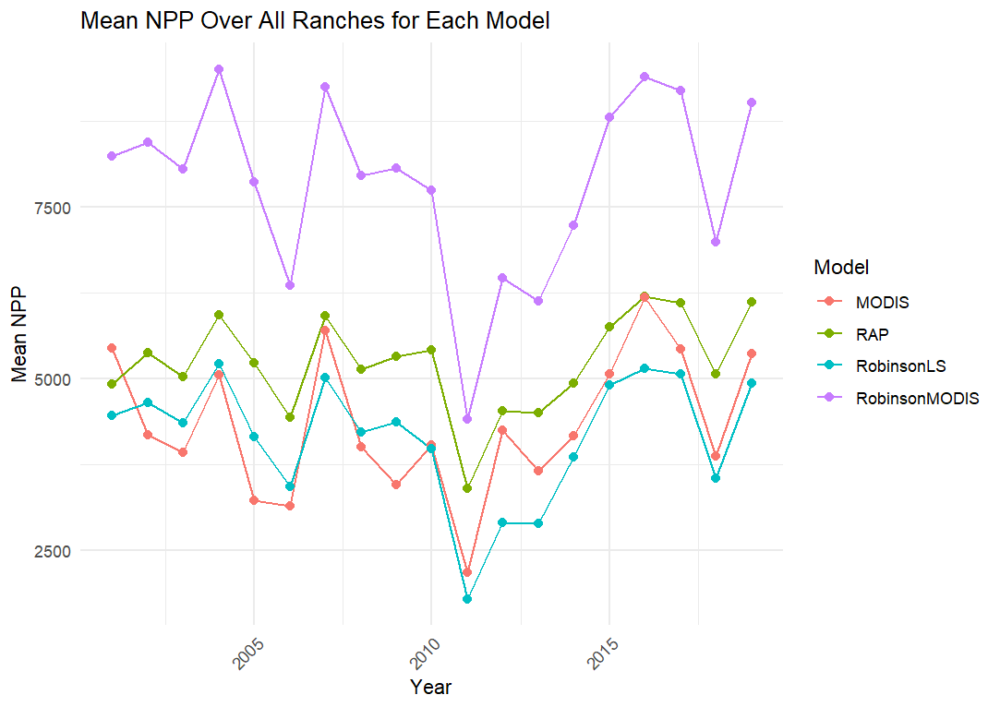 Mean NPP Over All Ranches for Each Model
Mean NPP
7500
5000
2500
2005
2010
2015
Year
Model
MODIS
RAP
RobinsonLS
RobinsonMODIS